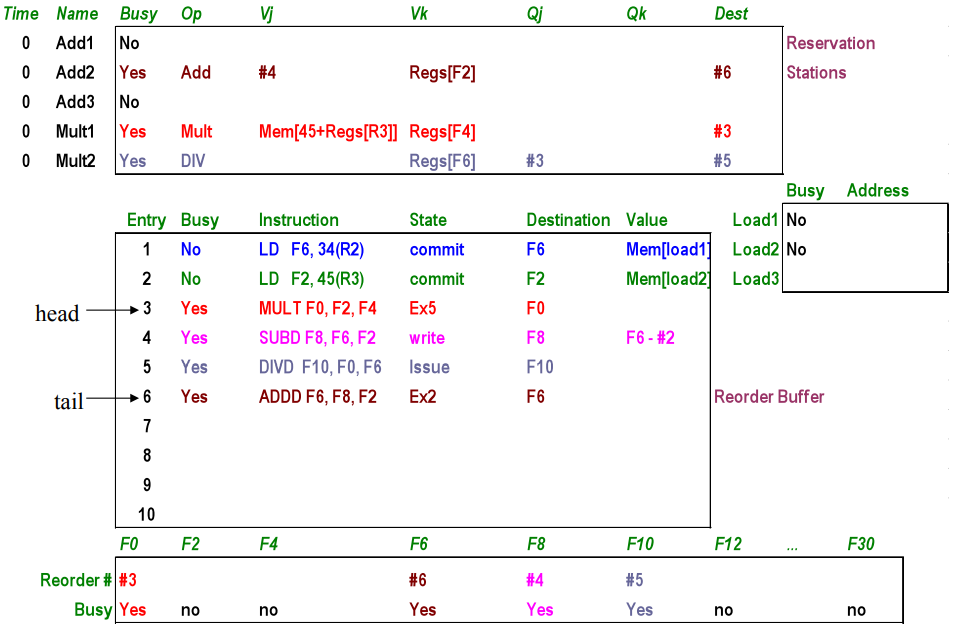 Time Name Busy Op Vj Vk Qj Qk Dest
0 Add1 No Reservation
0 Add2 Yes Add #4 Regs[F2] #6 Stations
0 Add3 No
0 Mult1 Yes Mult Mem[45+Regs[R3]] Regs[F4] #3
0 Mult2 Yes DIV Regs[F6] #3 #5
Busy Address
Entry Busy Instruction State Destination Value Load1 No
1 No LD F6, 34(R2) commit F6 Mem[load1] Load2 No
2 No LD F2, 45(R3) commit F2 Mem[load2] Load3
head 3 Yes MULT F0, F2, F4 Ex5 F0
4 Yes SUBD F8, F6, F2 write F8 F6 - #2
5 Yes DIVD F10, F0, F6 Issue F10
tail 6 Yes ADDD F6, F8, F2 Ex2 F6 Reorder Buffer
7
8
9
10
F0 F2 F4 F6 F8 F10 F12 ... F30
Reorder # #3 #6 #4 #5
Busy Yes no no Yes Yes Yes no no